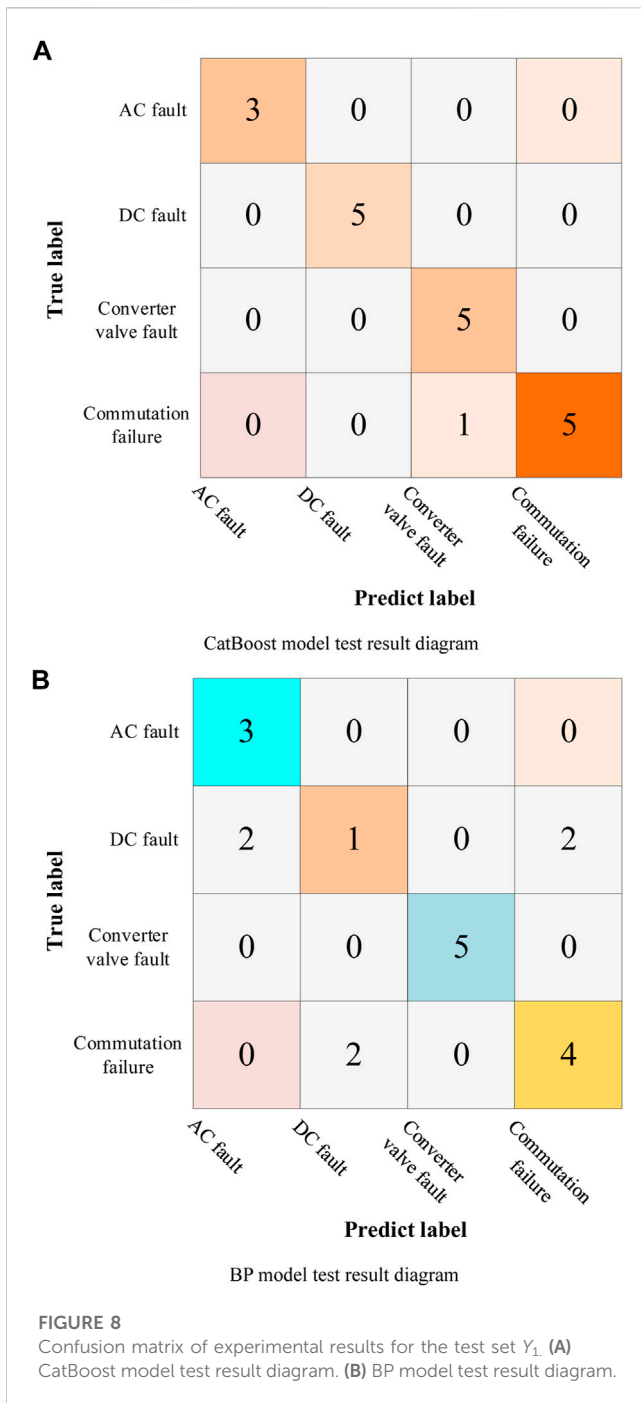 A
AC fault 3 0 0 0
DC fault 0 5 0 0
Converter
valve fault 0 0 5 0
Commutation
failure 0 0 1 5
True label
AC fault
DC fault
Converter
valve fault
Commutation
failure
Predict label
CatBoost model test result diagram
B
AC fault 3 0 0 0
DC fault 2 1 0 2
Converter
valve fault 0 0 5 0
Commutation
failure 0 2 0 4
True label
AC fault
DC fault
Converter
valve fault
Commutation
failure
Predict label
BP model test result diagram
FIGURE 8
Confusion matrix of experimental results for the test set Y₁. (A)
CatBoost model test result diagram. (B) BP model test result diagram.